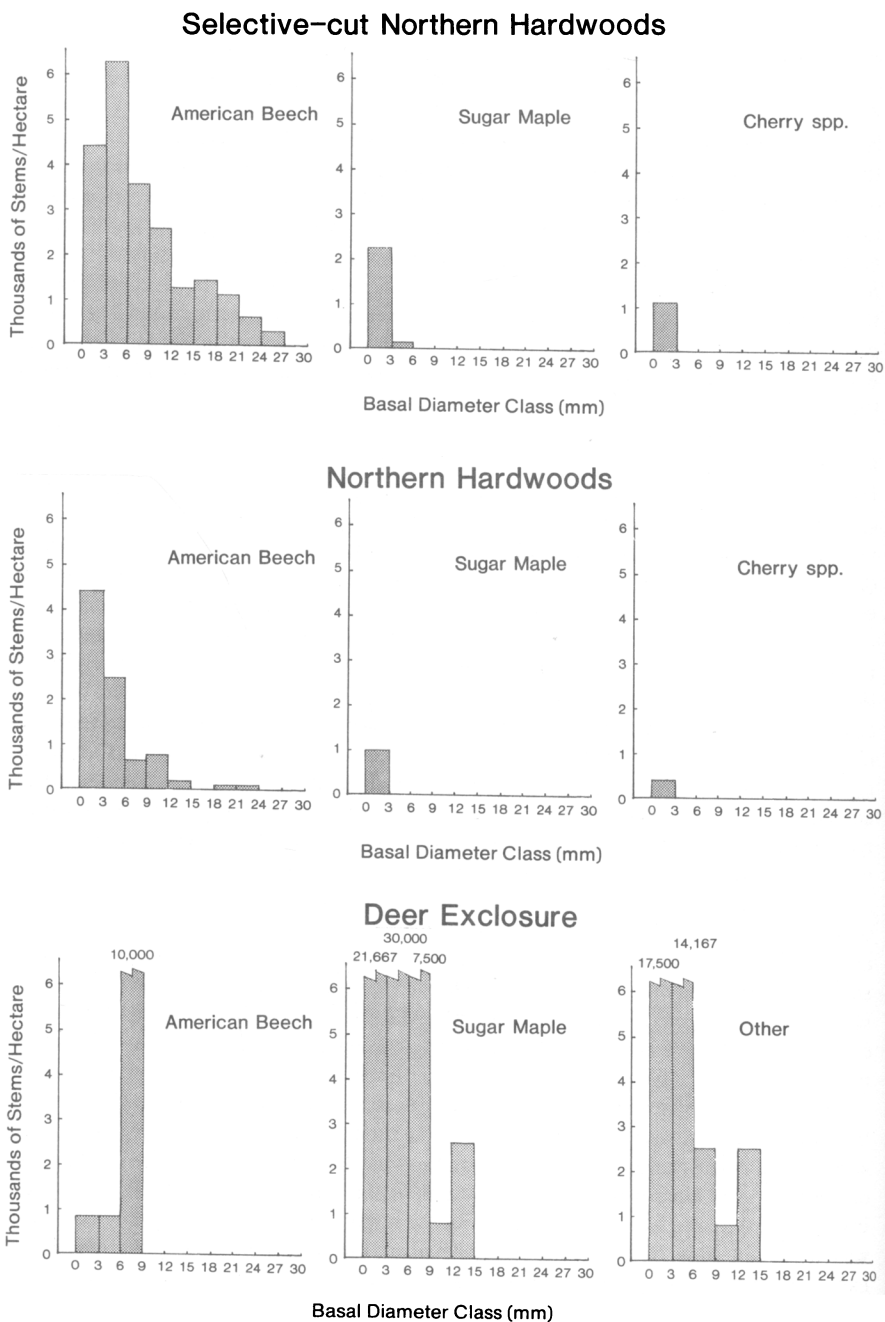 Selective-cut Northern Hardwoods
Thousands of Stems/Hectare
6
5
4
3
2
1
0
American Beech
0 3 6 9 12 15 18 21 24 27 30
6
5
4
3
2
1
0
Sugar Maple
0 3 6 9 12 15 18 21 24 27 30
6
5
4
3
2
1
0
Cherry spp.
0 3 6 9 12 15 18 21 24 27 30
Basal Diameter Class (mm)
Northern Hardwoods
Thousands of Stems/Hectare
6
5
4
3
2
1
0
American Beech
0 3 6 9 12 15 18 21 24 27 30
6
5
4
3
2
1
0
Sugar Maple
0 3 6 9 12 15 18 21 24 27 30
6
5
4
3
2
1
0
Cherry spp.
0 3 6 9 12 15 18 21 24 27 30
Basal Diameter Class (mm)
Deer Exclosure
Thousands of Stems/Hectare
10,000
6
5
4
3
2
1
0
American Beech
0 3 6 9 12 15 18 21 24 27 30
30,000
21,667 7,500
6
5
4
3
2
1
0
Sugar Maple
0 3 6 9 12 15 18 21 24 27 30
14,167
17,500
6
5
4
3
2
1
0
Other
0 3 6 9 12 15 18 21 24 27 30
Basal Diameter Class (mm)